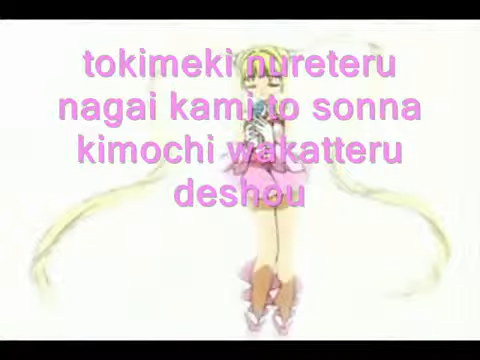 tokimeki nureteru
nagai kami to sonna
kimochi wakatteru
deshou